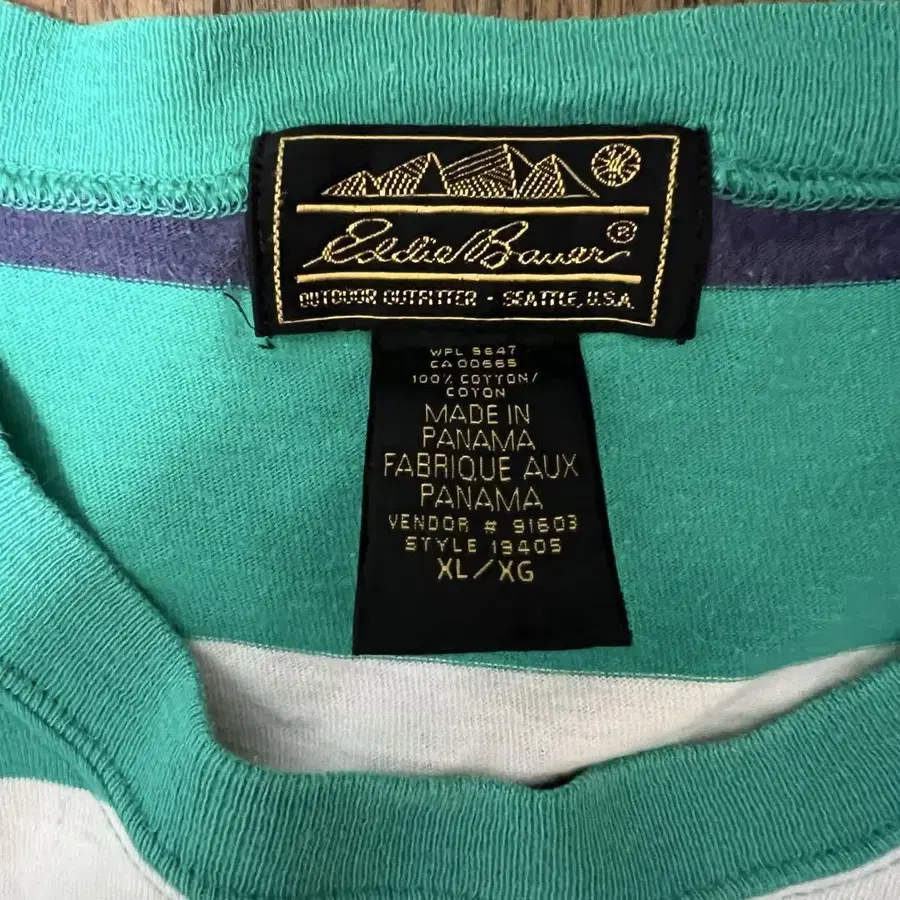 Eddie Bauer®
OUTDOOR OUTFITTER · SEATTLE, U.S.A.
WPL 9647
CA 00665
100% COTTON/
COTON
MADE IN
PANAMA
FABRIQUE AUX
PANAMA
VENDOR # 91603
STYLE 19405
XL/XG